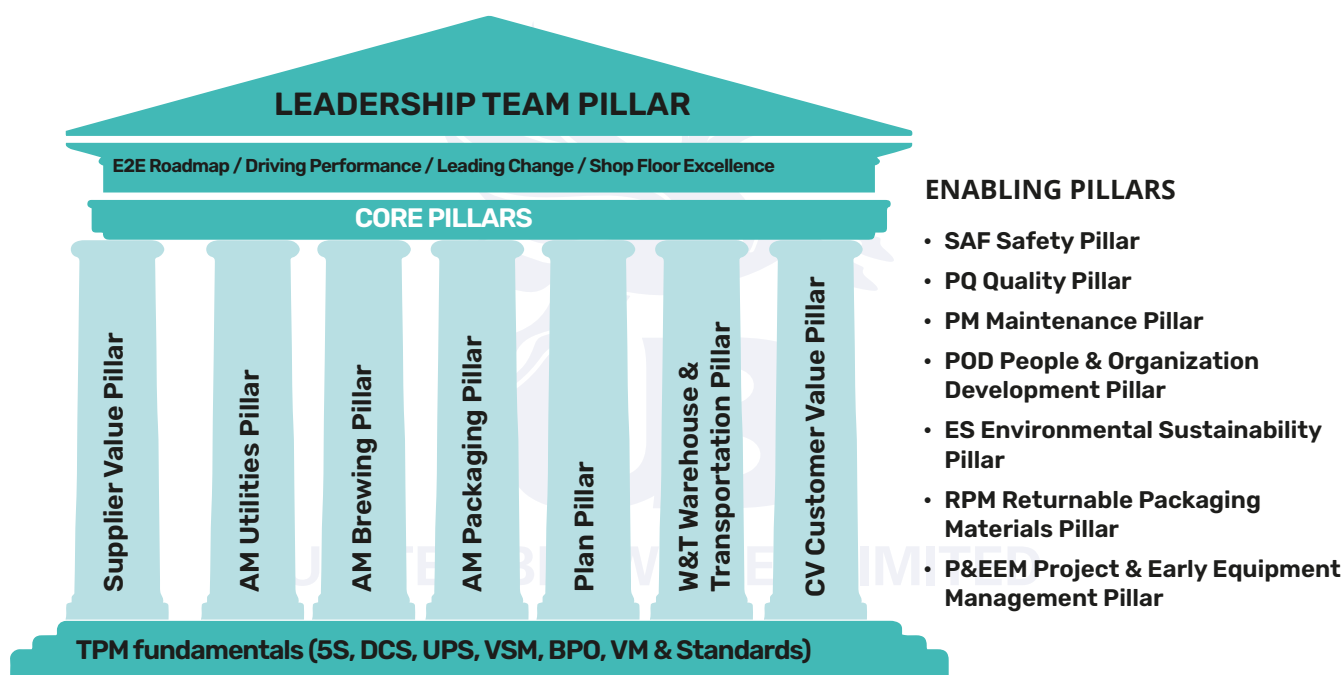 LEADERSHIP TEAM PILLAR
E2E Roadmap / Driving Performance / Leading Change / Shop Floor Excellence
CORE PILLARS
Supplier Value Pillar
AM Utilities Pillar
AM Brewing Pillar
AM Packaging Pillar
Plan Pillar
W&T Warehouse &
Transportation Pillar
CV Customer Value Pillar
TPM fundamentals (5S, DCS, UPS, VSM, BPO, VM & Standards)
ENABLING PILLARS
• SAF Safety Pillar
• PQ Quality Pillar
• PM Maintenance Pillar
• POD People & Organization
Development Pillar
• ES Environmental Sustainability
Pillar
• RPM Returnable Packaging
Materials Pillar
• P&EEM Project & Early Equipment
Management Pillar